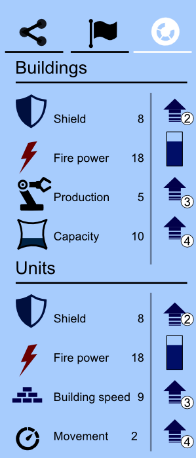 Buildings
Shield 8 2
Fire power 18
Production 5 3
Capacity 10 4
Units
Shield 8 2
Fire power 18
Building speed 9 3
Movement 2 4